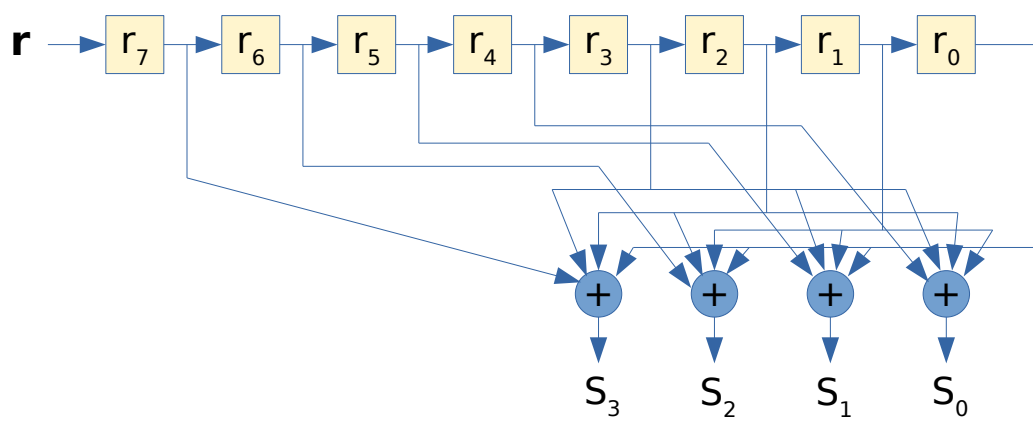 r r₇ r₆ r₅ r₄ r₃ r₂ r₁ r₀
+ + + +
S₃ S₂ S₁ S₀